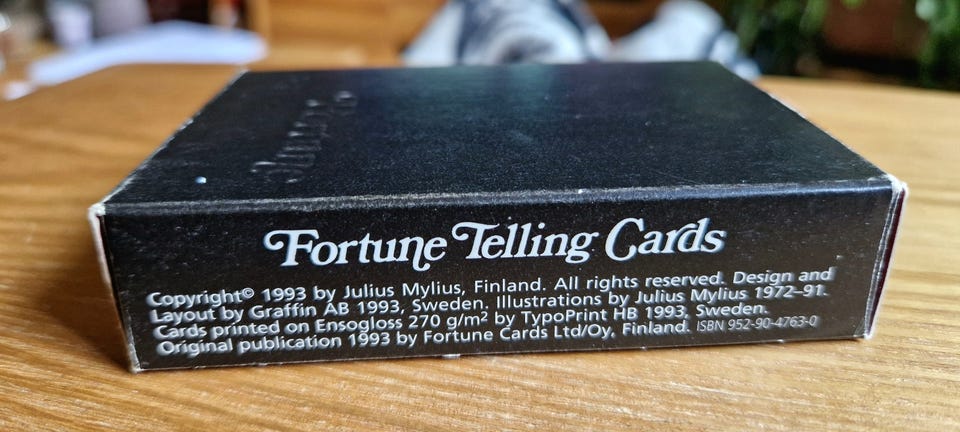 Fortune Telling Cards
Copyright© 1993 by Julius Mylius, Finland. All rights reserved. Design and
Layout by Graffin AB 1993, Sweden. Illustrations by Julius Mylius 1972–91.
Cards printed on Ensogloss 270 g/m² by TypoPrint HB 1993, Sweden.
Original publication 1993 by Fortune Cards Ltd/Oy, Finland. ISBN 952-90-4763-0